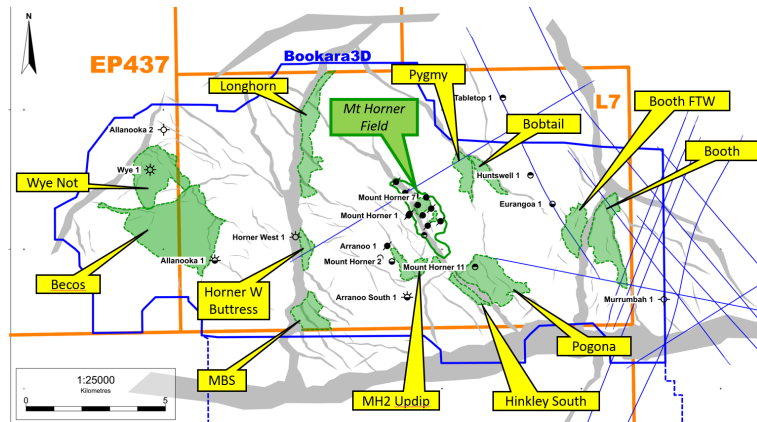 N
EP437
Bookara3D
Longhorn
Pygmy
Mt Horner
Field
Tabletop 1
L7
Booth FTW
Bobtail
Booth
Allanooka 2
Wye 1
Wye Not
Huntswell 1
Mount Horner 7
Eurangoa 1
Mount Horner 1
Horner West 1
Arranoo 1
Mount Horner 2
Mount Horner 11
Allanooka 1
Becos
Horner W
Buttress
Arranoo South 1
Murrumbah 1
MBS
MH2 Updip
Hinkley South
Pogona
1:25000
Kilometres
0
5